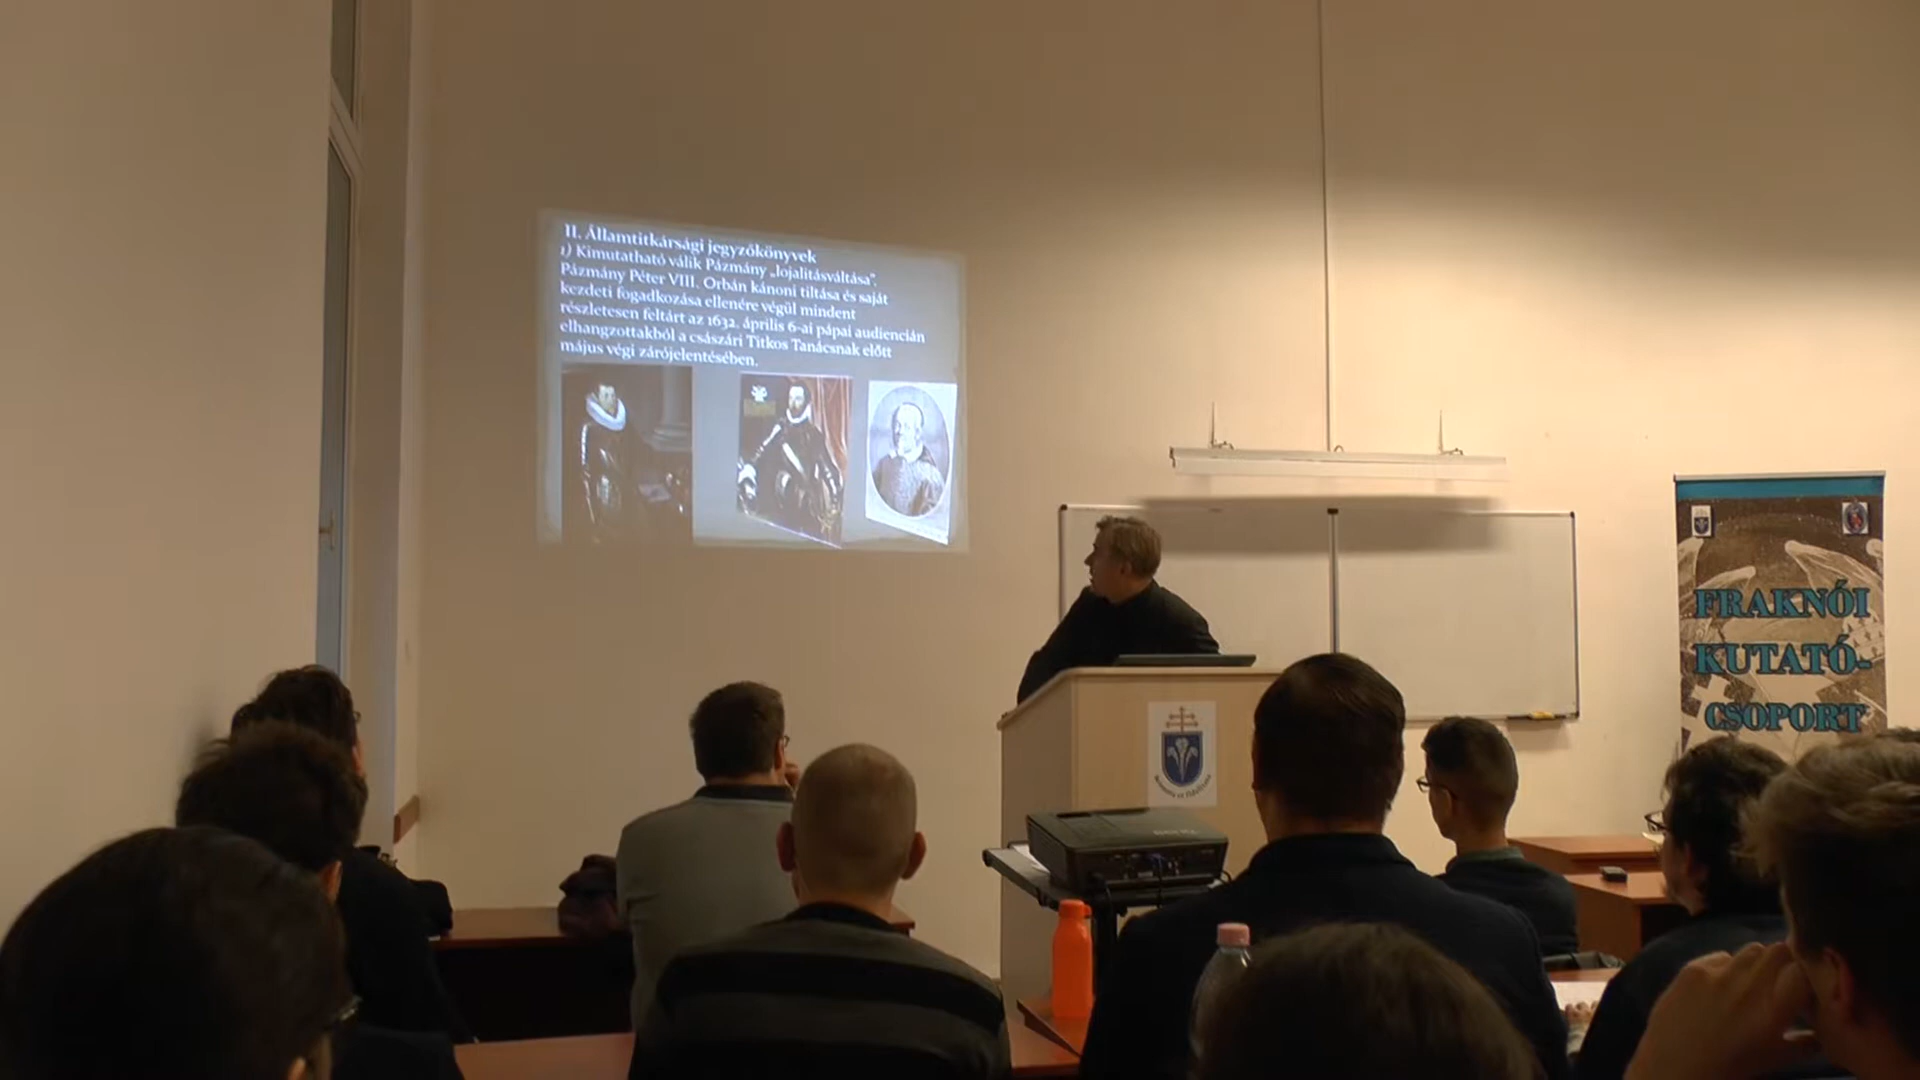 II. Államtitkársági jegyzőkönyvek
1) Kimutatható válik Pázmány „lojalitásváltása”.
Pázmány Péter VIII. Orbán kánoni tiltása és saját
kezdeti fogadkozása ellenére végül mindent
részletesen feltárt az 1632. április 6-ai pápai audiencián
elhangzottakból a császári Titkos Tanácsnak előtt
május végi zárójelentésében.
FRAKNÓI
KUTATÓ-
CSOPORT